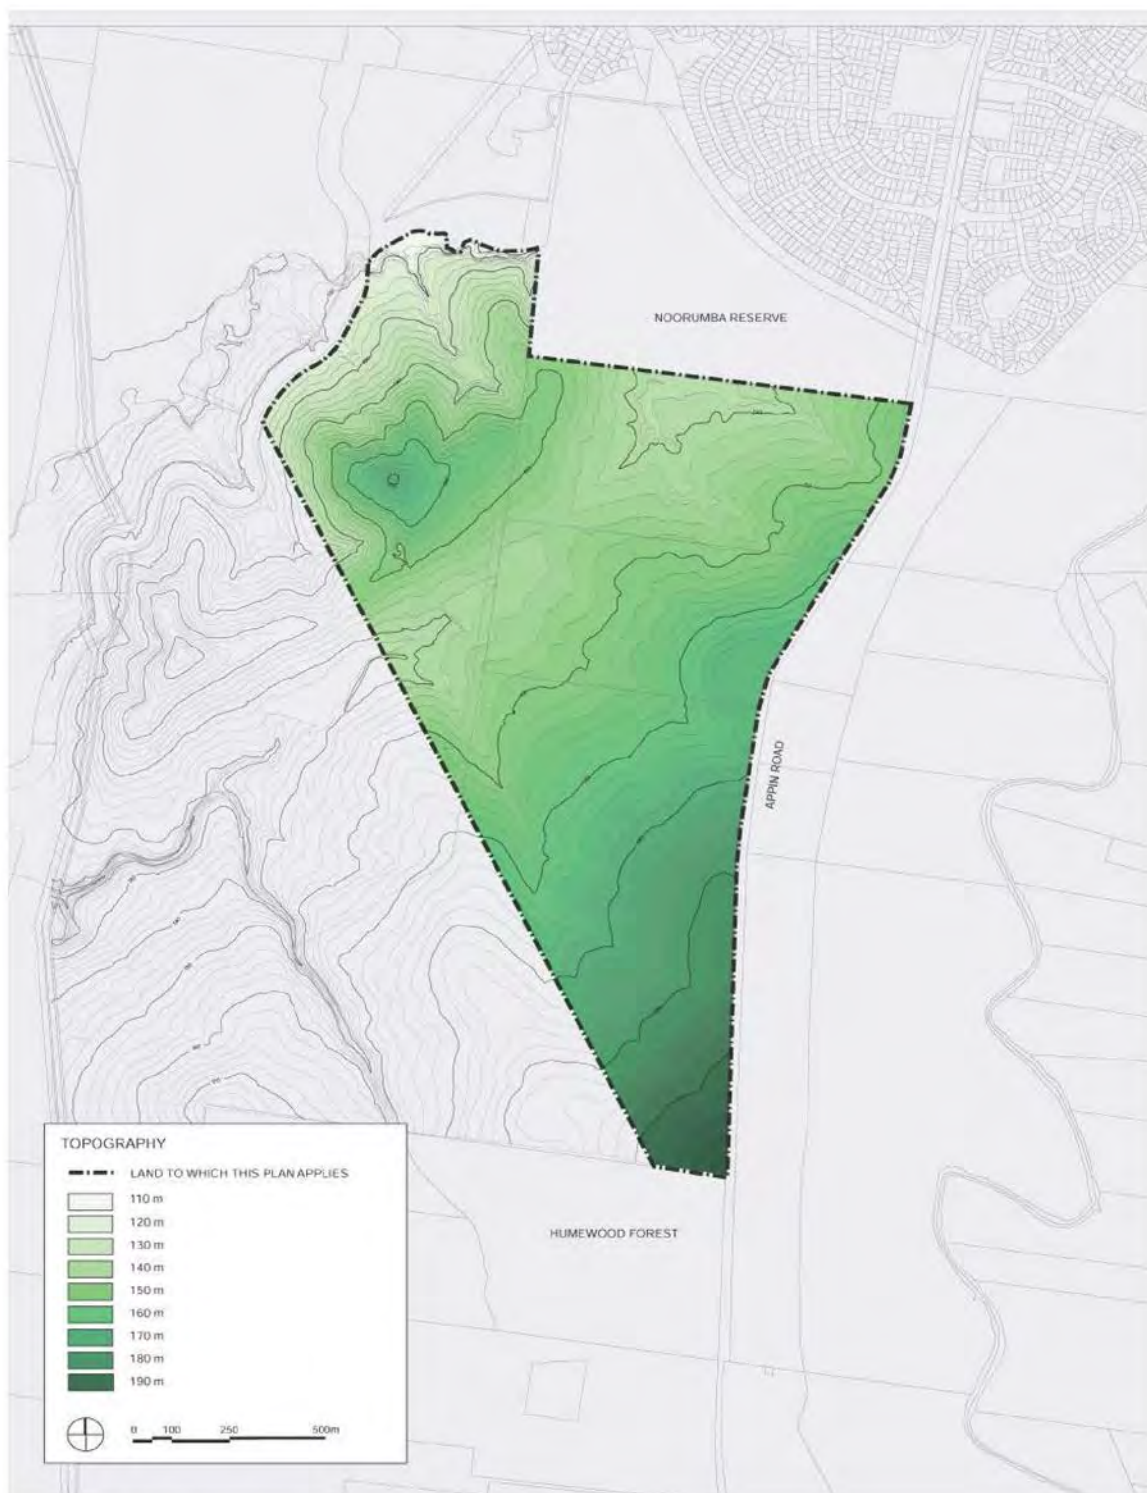 NOORUMBA RESERVE
APPIN ROAD
TOPOGRAPHY
LAND TO WHICH THIS PLAN APPLIES
110 m
120 m
130 m
140 m
150 m
160 m
170 m
180 m
190 m
0 100 250 500m
HUMEWOOD FOREST